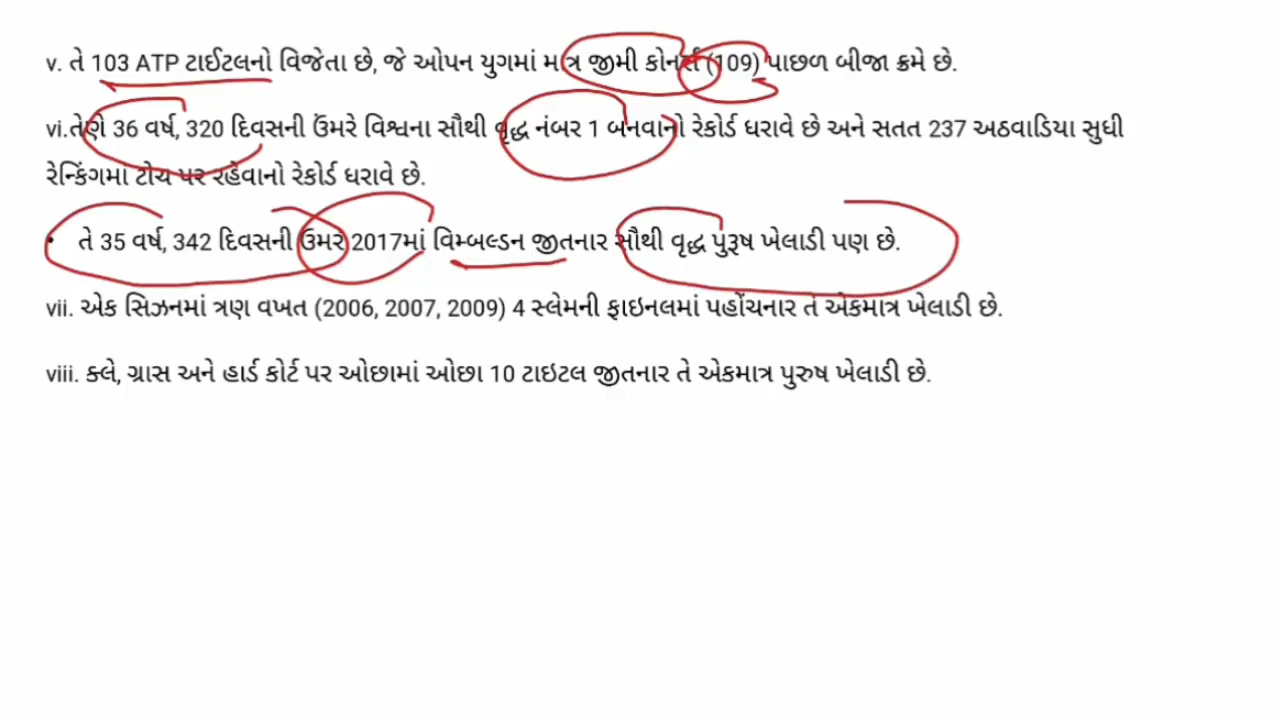 v. તે 103 ATP ટાઈટલનો વિજેતા છે, જે ઓપન યુગમાં માત્ર જીમી કોનર્સ (109) પાછળ બીજા ક્રમે છે.
vi.તેણે 36 વર્ષ, 320 દિવસની ઉંમરે વિશ્વના સૌથી વૃદ્ધ નંબર 1 બનવાનો રેકોર્ડ ધરાવે છે અને સતત 237 અઠવાડિયા સુધી
રેન્કિંગમાં ટોચ પર રહેવાનો રેકોર્ડ ધરાવે છે.
• તે 35 વર્ષ, 342 દિવસની ઉંમરે 2017માં વિમ્બલ્ડન જીતનાર સૌથી વૃદ્ધ પુરૂષ ખેલાડી પણ છે.
vii. એક સિઝનમાં ત્રણ વખત (2006, 2007, 2009) 4 સ્લેમની ફાઇનલમાં પહોંચનાર તે એકમાત્ર ખેલાડી છે.
viii. ક્લે, ગ્રાસ અને હાર્ડ કોર્ટ પર ઓછામાં ઓછા 10 ટાઇટલ જીતનાર તે એકમાત્ર પુરુષ ખેલાડી છે.